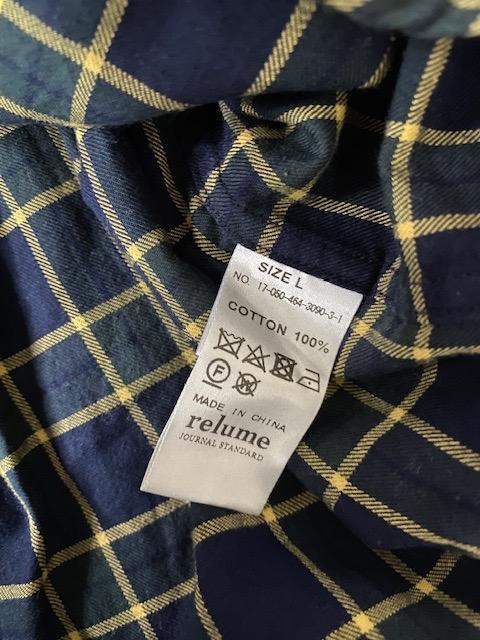 SIZE L
NO. 17-050-464-3090-3-1
COTTON 100%
F
W
MADE IN CHINA
relume
JOURNAL STANDARD